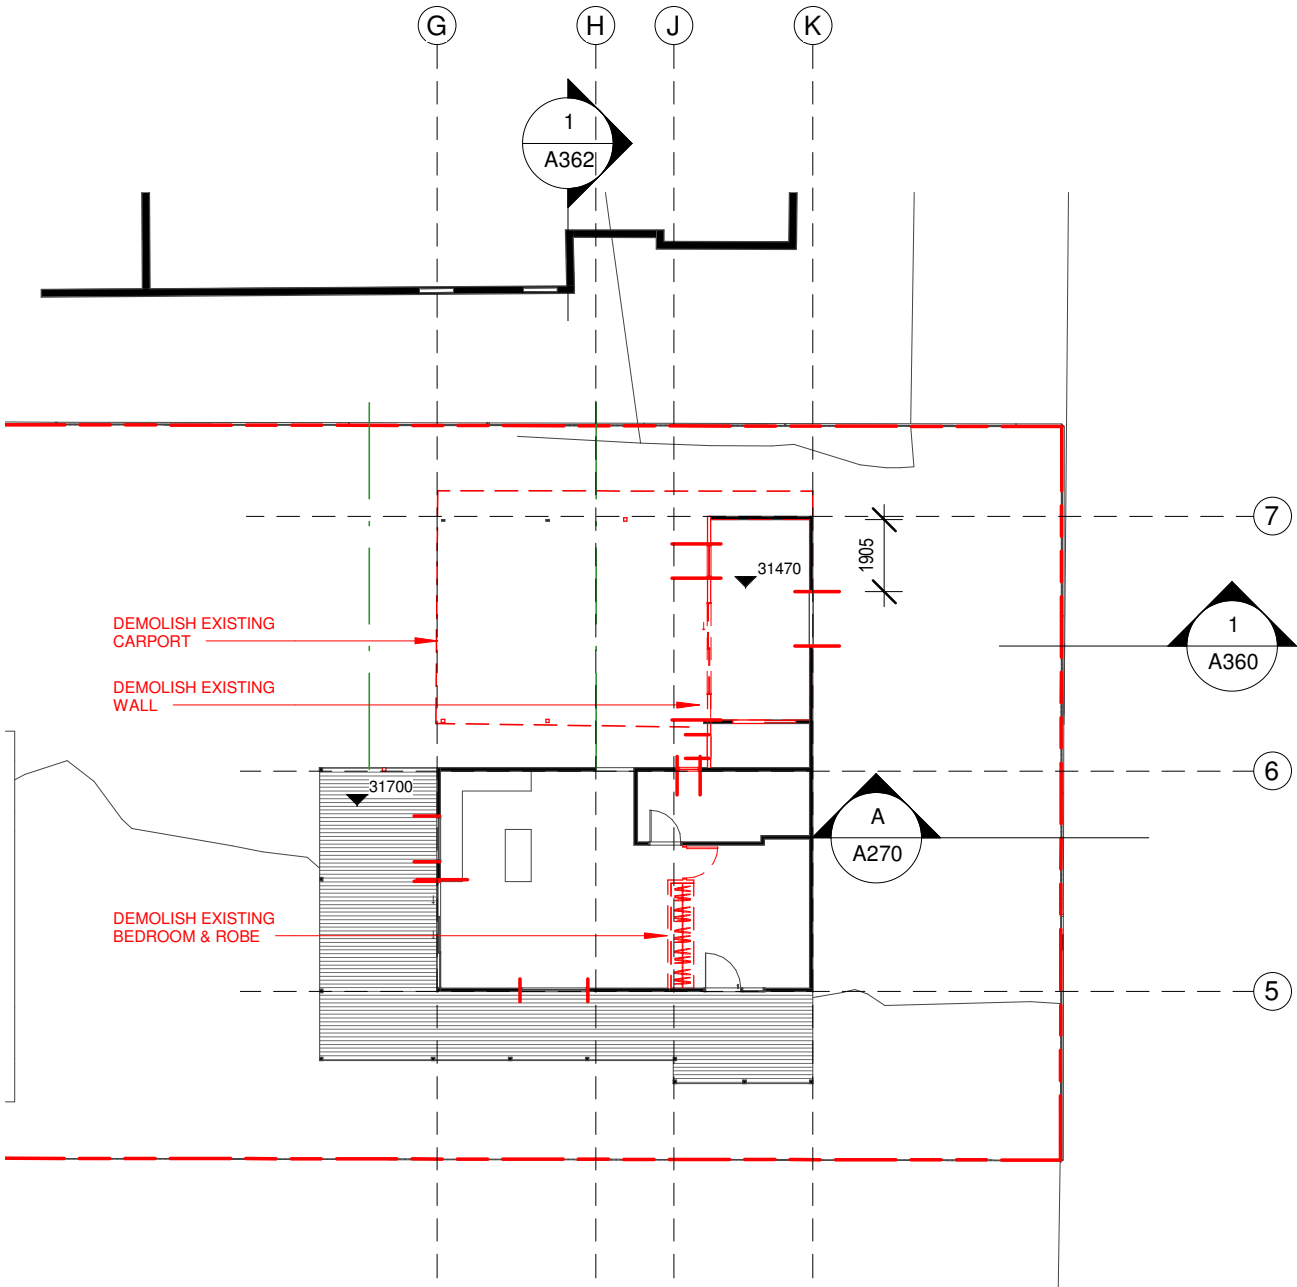 G
H
J
K
1
A362
7
1905
31470
DEMOLISH EXISTING
CARPORT
1
A360
DEMOLISH EXISTING
WALL
6
31700
A
A270
DEMOLISH EXISTING
BEDROOM & ROBE
5